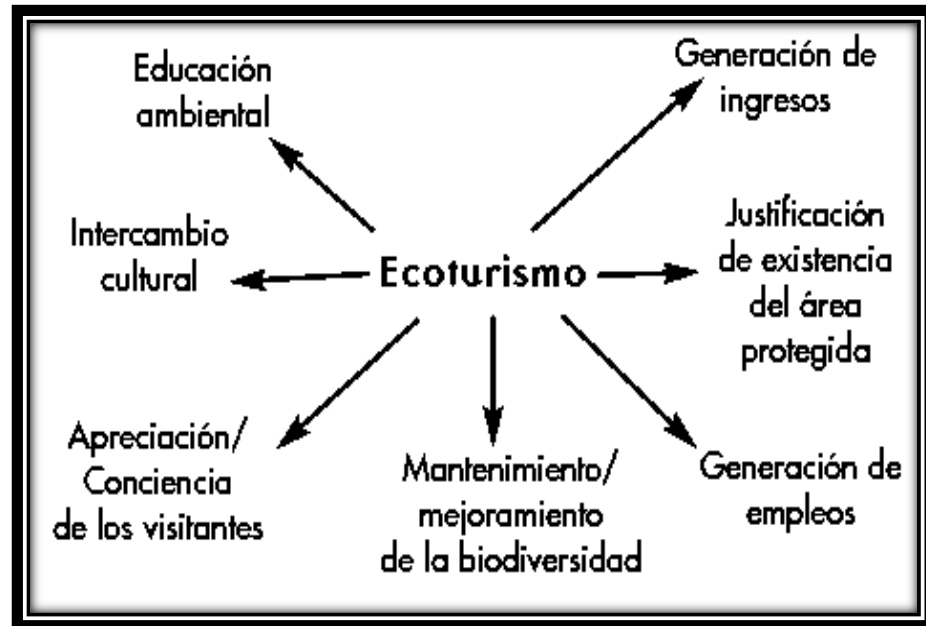 Educación
ambiental
Generación de
ingresos
Intercambio
cultural
Ecoturismo
Justificación
de existencia
del área
protegida
Apreciación/
Conciencia
de los visitantes
Mantenimiento/
mejoramiento
de la biodiversidad
Generación de
empleos